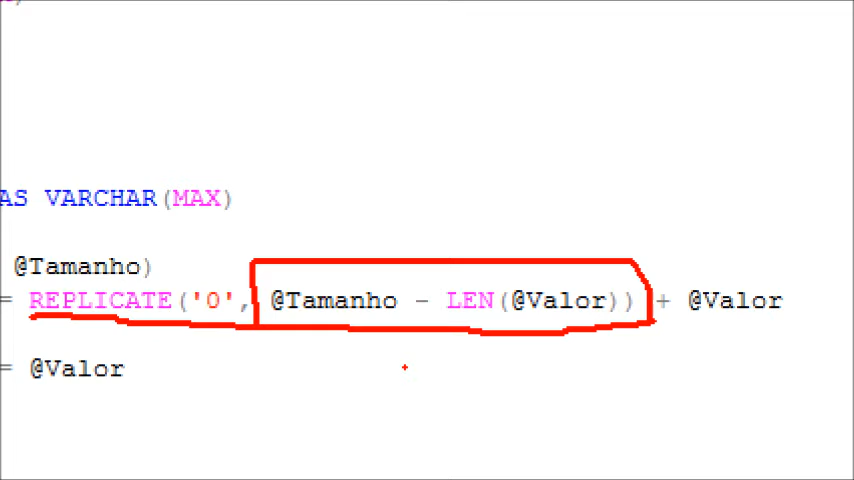 AS VARCHAR(MAX)
@Tamanho)
= REPLICATE('0', @Tamanho - LEN(@Valor)) + @Valor
= @Valor